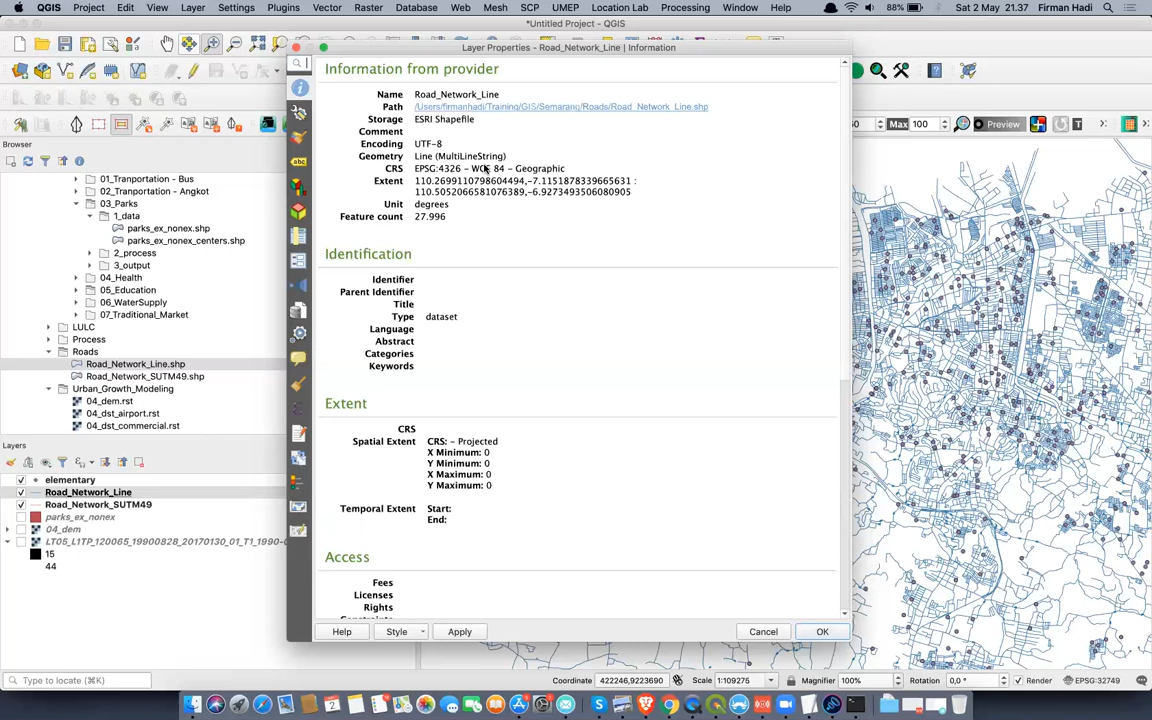 QGIS Project Edit View Layer Settings Plugins Vector Raster Database Web Mesh SCP UMEP Location Lab Processing Window Help 88% Sat 2 May 21.37 Firman Hadi
*Untitled Project - QGIS
Layer Properties - Road_Network_Line | Information
Max 100 Preview
Browser
01_Tranportation - Bus
02_Tranportation - Angkot
03_Parks
1_data
parks_ex_nonex.shp
parks_ex_nonex_centers.shp
2_process
3_output
04_Health
05_Education
06_WaterSupply
07_Traditional_Market
LULC
Process
Roads
Road_Network_Line.shp
Road_Network_SUTM49.shp
Urban_Growth_Modeling
04_dem.rst
04_dst_airport.rst
04_dst_commercial.rst
Layers
elementary
Road_Network_Line
Road_Network_SUTM49
parks_ex_nonex
04_dem
LT05_L1TP_120065_19900828_20170130_01_T1_1990-0
15
44
Information from provider
Name Road_Network_Line
Path /Users/firmanhadi/Training/GIS/Semarang/Roads/Road_Network_Line.shp
Storage ESRI Shapefile
Comment
Encoding UTF-8
Geometry Line (MultiLineString)
CRS EPSG:4326 - WGS 84 - Geographic
Extent 110.2699110798604494,-7.1151878339665631 :
110.5052066581076389,-6.9273493506080905
Unit degrees
Feature count 27.996
Identification
Identifier
Parent Identifier
Title
Type dataset
Language
Abstract
Categories
Keywords
Extent
CRS
Spatial Extent CRS: - Projected
X Minimum: 0
Y Minimum: 0
X Maximum: 0
Y Maximum: 0
Temporal Extent Start:
End:
Access
Fees
Licenses
Rights
Help Style Apply Cancel OK
Type to locate (⌘K) Coordinate 422246,9223690 Scale 1:109275 Magnifier 100% Rotation 0,0 ° Render EPSG:32749